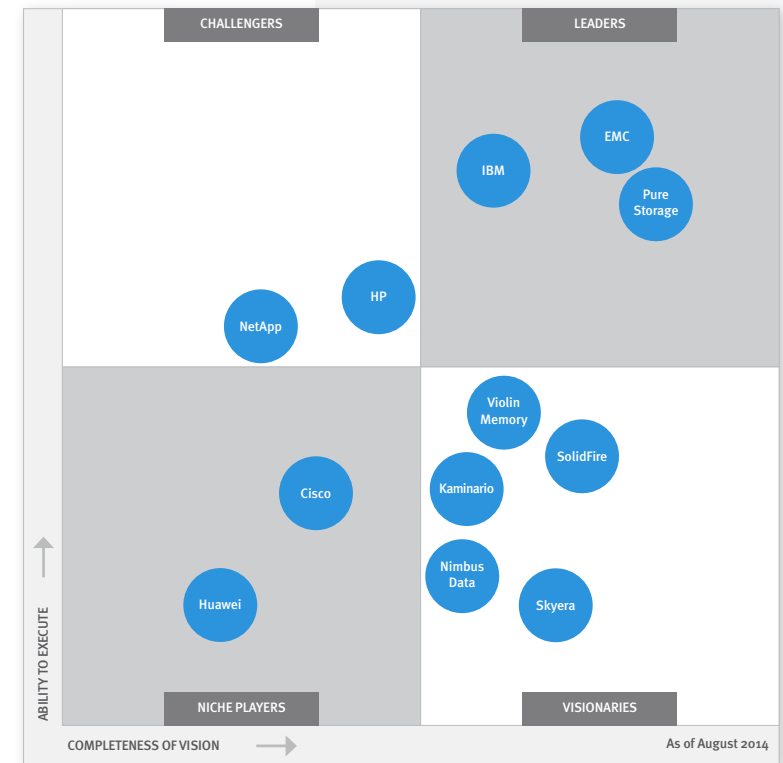 CHALLENGERS
LEADERS
EMC
IBM
Pure
Storage
HP
NetApp
Violin
Memory
SolidFire
Kaminario
Cisco
Nimbus
Data
Huawei
Skyera
ABILITY TO EXECUTE
NICHE PLAYERS
VISIONARIES
COMPLETENESS OF VISION
As of August 2014